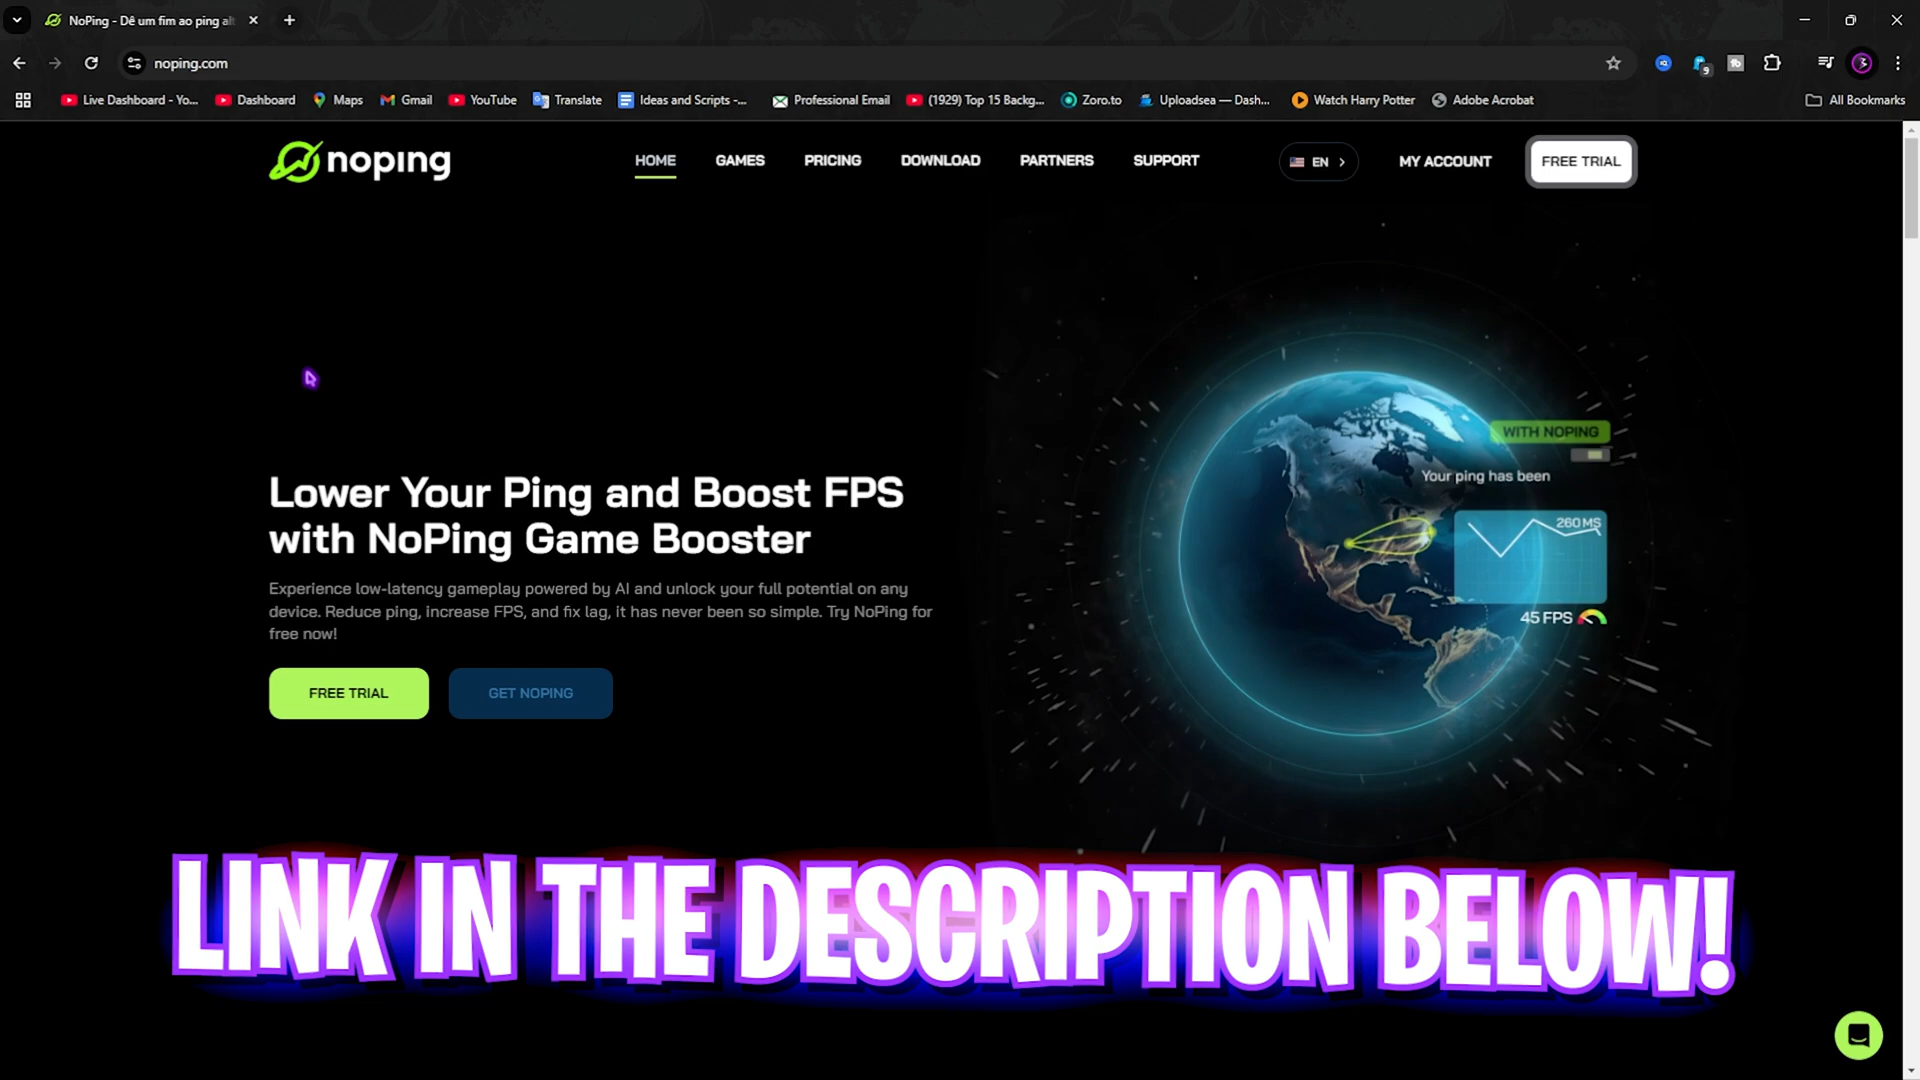 NoPing - Dê um fim ao ping alt
noping.com
Live Dashboard - Yo...
Dashboard
Maps
Gmail
YouTube
Translate
Ideas and Scripts -...
Professional Email
(1929) Top 15 Backg...
Zoro.to
Uploadsea — Dash...
Watch Harry Potter
Adobe Acrobat
All Bookmarks
9
noping
HOME
GAMES
PRICING
DOWNLOAD
PARTNERS
SUPPORT
EN
MY ACCOUNT
FREE TRIAL
WITH NOPING
Your ping has been
260 MS
45 FPS
Lower Your Ping and Boost FPS
with NoPing Game Booster
Experience low-latency gameplay powered by AI and unlock your full potential on any
device. Reduce ping, increase FPS, and fix lag, it has never been so simple. Try NoPing for
free now!
FREE TRIAL
GET NOPING
LINK IN THE DESCRIPTION BELOW!